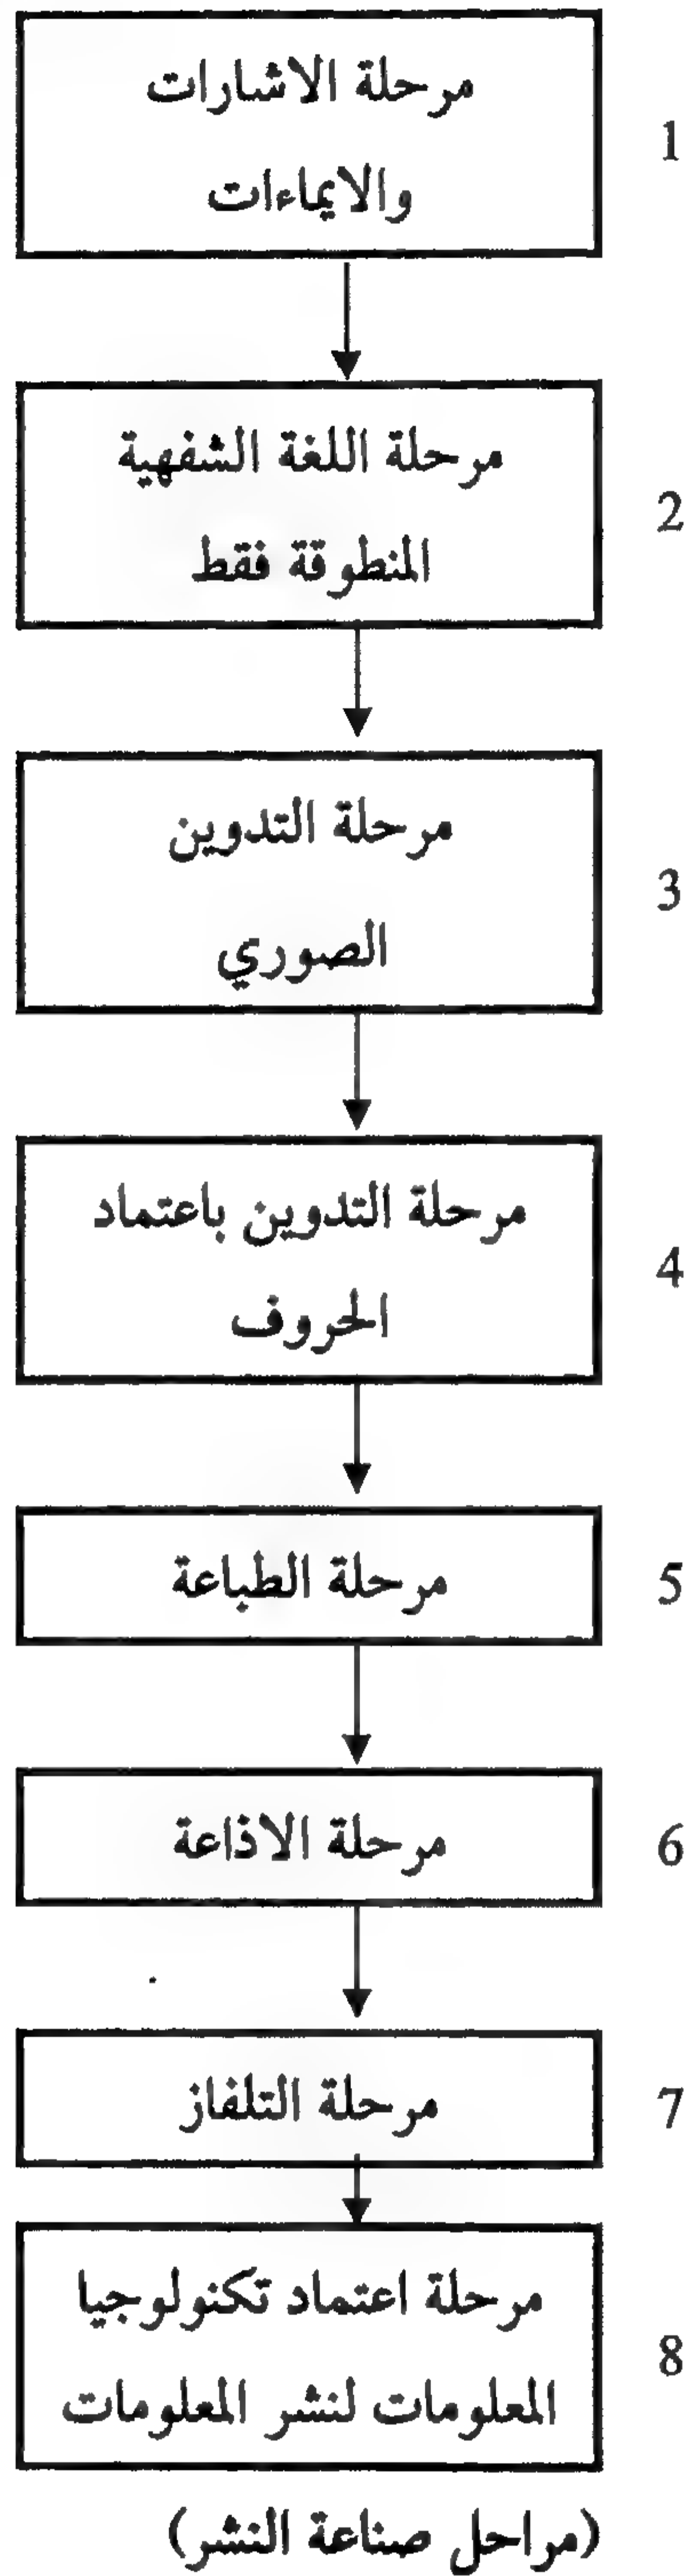 مرحلة الاشارات
والايماءات
1
مرحلة اللغة الشفهية
المنطوقة فقط
2
مرحلة التدوين
الصوري
3
مرحلة التدوين باعتماد
الحروف
4
مرحلة الطباعة
5
مرحلة الاذاعة
6
مرحلة التلفاز
7
مرحلة اعتماد تكنولوجيا
المعلومات لنشر المعلومات
8
(مراحل صناعة النشر)